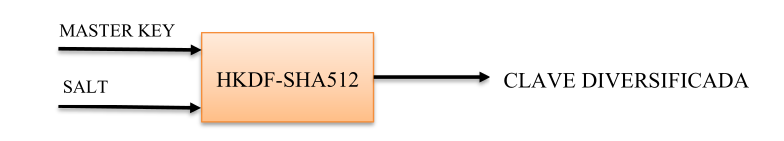 MASTER KEY
SALT
HKDF-SHA512
CLAVE DIVERSIFICADA